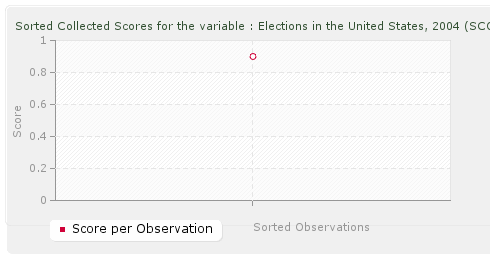 Sorted Collected Scores for the variable : Elections in the United States, 2004 (SCO
1
0.8
0.6
0.4
0.2
0
Score
Sorted Observations
Score per Observation